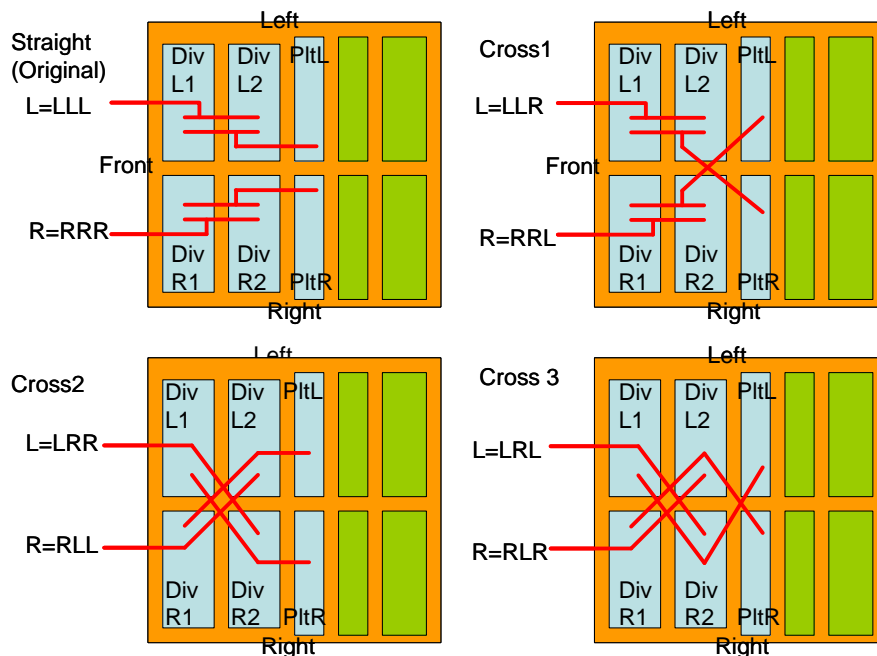 Left
Straight
(Original)
Div
L1
Div
L2
PltL
L=LLL
Front
R=RRR
Div
R1
Div
R2
PltR
Right
Left
Cross1
Div
L1
Div
L2
PltL
L=LLR
Front
R=RRL
Div
R1
Div
R2
PltR
Right
Left
Cross2
Div
L1
Div
L2
PltL
L=LRR
R=RLL
Div
R1
Div
R2
PltR
Right
Left
Cross 3
Div
L1
Div
L2
PltL
L=LRL
R=RLR
Div
R1
Div
R2
PltR
Right